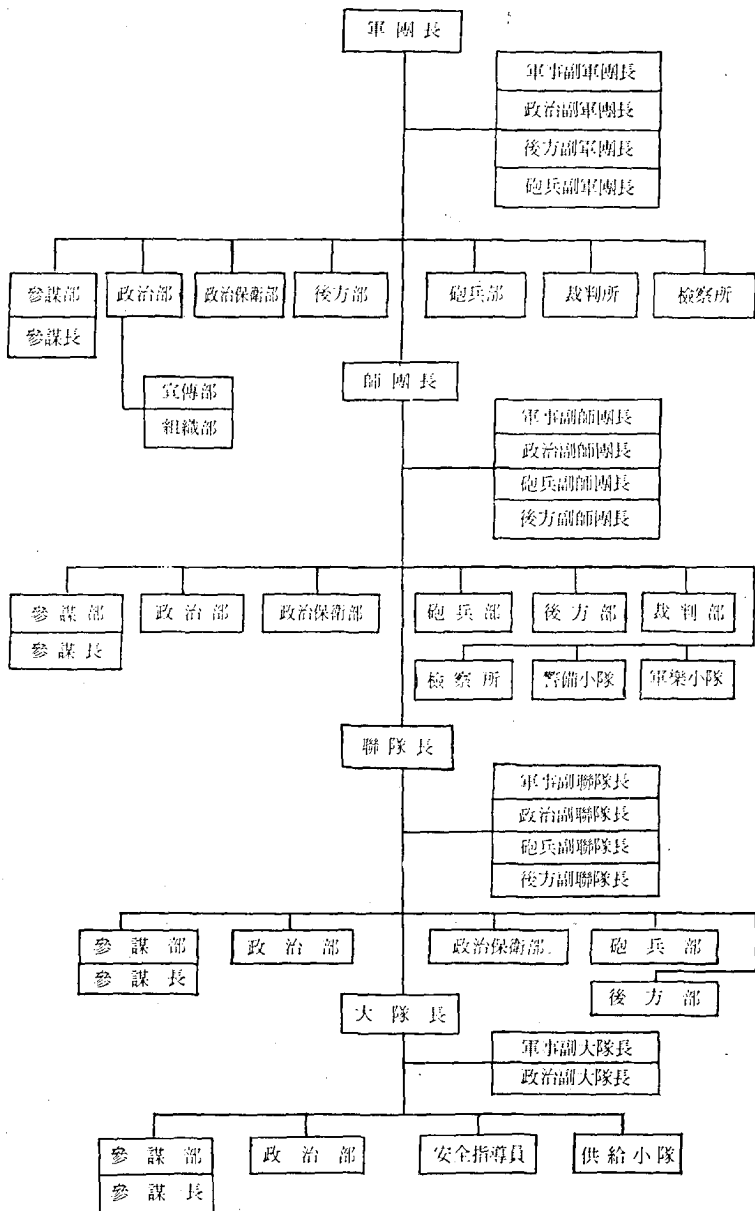 軍團長
軍事副軍團長
政治副軍團長
後方副軍團長
砲兵副軍團長
參謀部 政治部 政治保衛部 後方部 砲兵部 裁判所 檢察所
參謀長
宣傳部
組織部
師團長
軍事副師團長
政治副師團長
砲兵副師團長
後方副師團長
參謀部 政治部 政治保衛部 砲兵部 後方部 裁判部
參謀長
檢察所 警備小隊 軍樂小隊
聯隊長
軍事副聯隊長
政治副聯隊長
砲兵副聯隊長
後方副聯隊長
參謀部 政治部 政治保衛部 砲兵部
參謀長
後方部
大隊長
軍事副大隊長
政治副大隊長
參謀部 政治部 安全指導員 供給小隊
參謀長